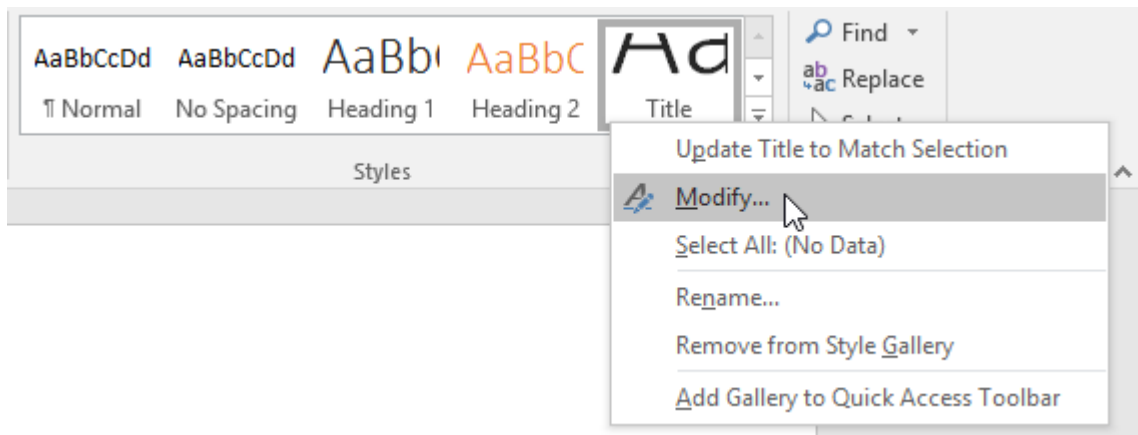 AaBbCcDd AaBbCcDd AaBb( AaBbC Aa
¶ Normal No Spacing Heading 1 Heading 2 Title
Styles
Find
Replace
Update Title to Match Selection
Modify...
Select All: (No Data)
Rename...
Remove from Style Gallery
Add Gallery to Quick Access Toolbar